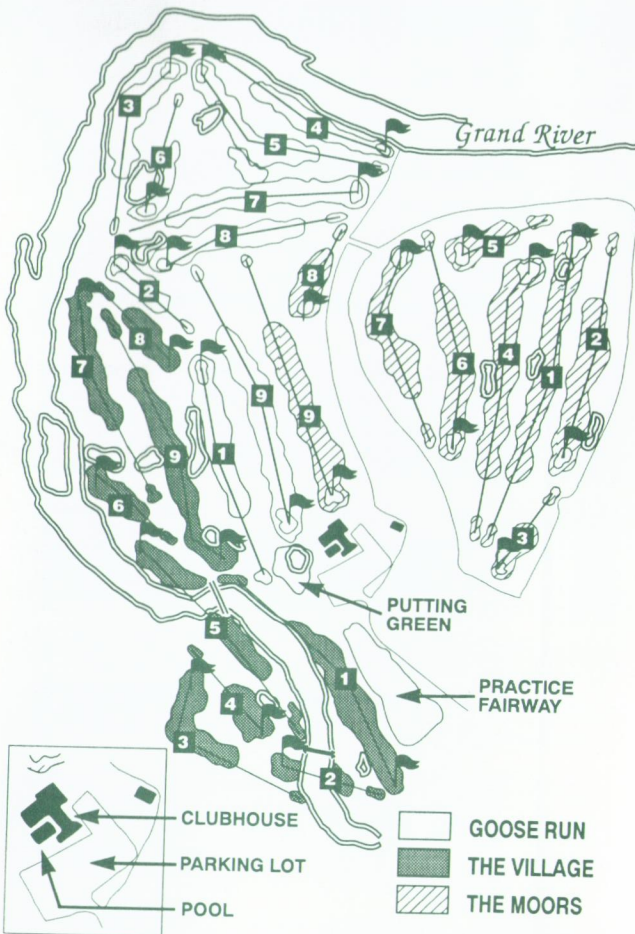 Grand River
3
4
6
5
7
8
5
8
2
7
8
7
6
4
1
2
9
9
9
1
6
3
PUTTING
GREEN
5
1
PRACTICE
FAIRWAY
4
3
2
CLUBHOUSE
PARKING LOT
POOL
GOOSE RUN
THE VILLAGE
THE MOORS